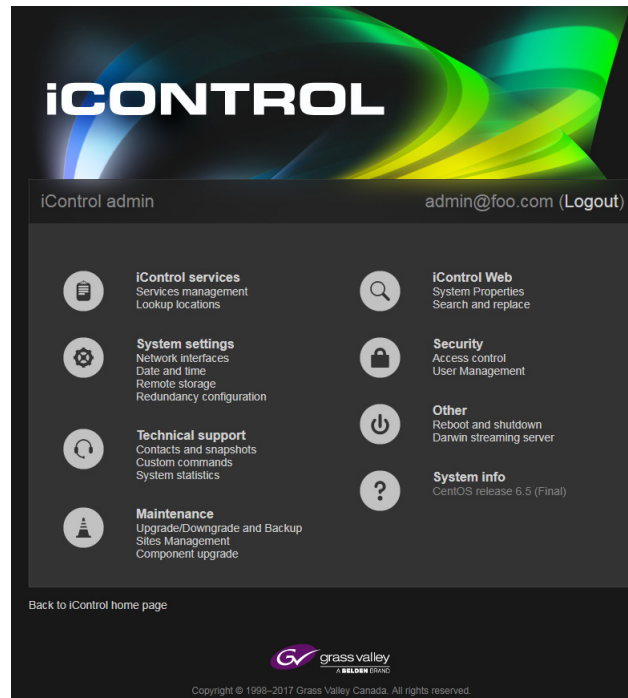 iCONTROL
iControl admin
admin@foo.com (Logout)
iControl services
Services management
Lookup locations
System settings
Network interfaces
Date and time
Remote storage
Redundancy configuration
Technical support
Contacts and snapshots
Custom commands
System statistics
Maintenance
Upgrade/Downgrade and Backup
Sites Management
Component upgrade
iControl Web
System Properties
Search and replace
Security
Access control
User Management
Other
Reboot and shutdown
Darwin streaming server
System info
CentOS release 6.5 (Final)
Back to iControl home page
GV grass valley
A BELDEN BRAND
Copyright © 1998–2017 Grass Valley Canada. All rights reserved.